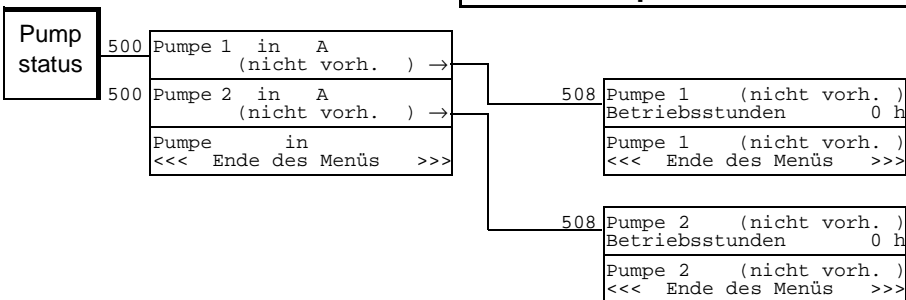 Pump
status
500 Pumpe 1 in A
(nicht vorh. ) →
500 Pumpe 2 in A
(nicht vorh. ) →
Pumpe in
<<< Ende des Menüs >>>
508 Pumpe 1 (nicht vorh. )
Betriebsstunden 0 h
Pumpe 1 (nicht vorh. )
<<< Ende des Menüs >>>
508 Pumpe 2 (nicht vorh. )
Betriebsstunden 0 h
Pumpe 2 (nicht vorh. )
<<< Ende des Menüs >>>